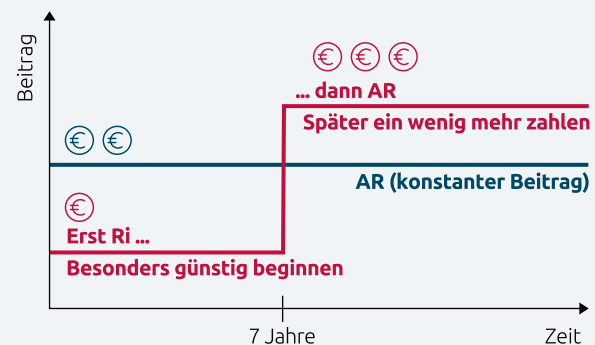 Beitrag
€ € €
... dann AR
Später ein wenig mehr zahlen
€ €
AR (konstanter Beitrag)
€
Erst Ri ...
Besonders günstig beginnen
7 Jahre
Zeit